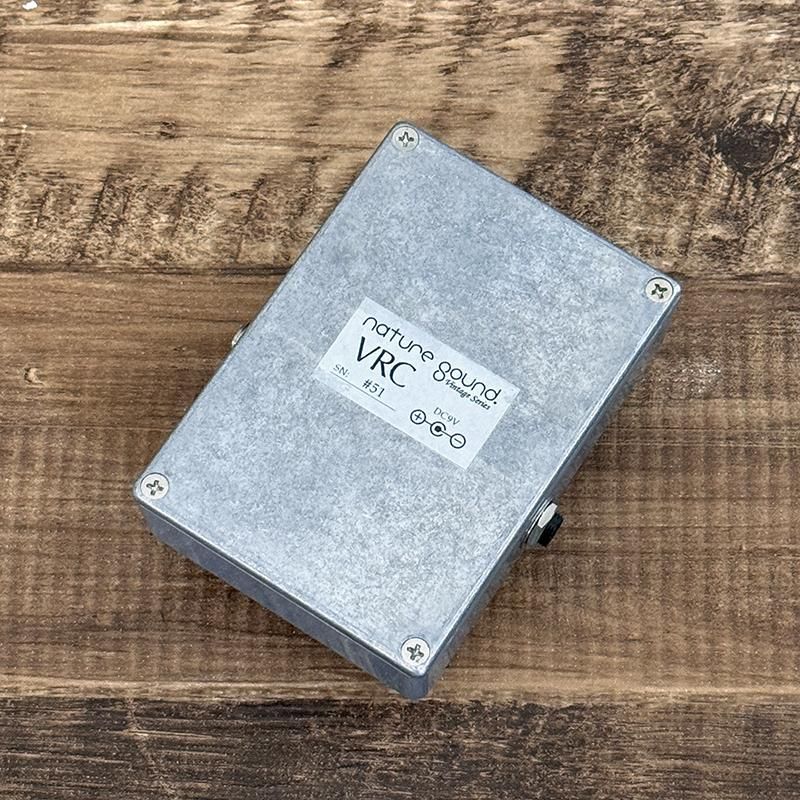 nature sound.
VRC Vintage Series
SN: #51
DC9V